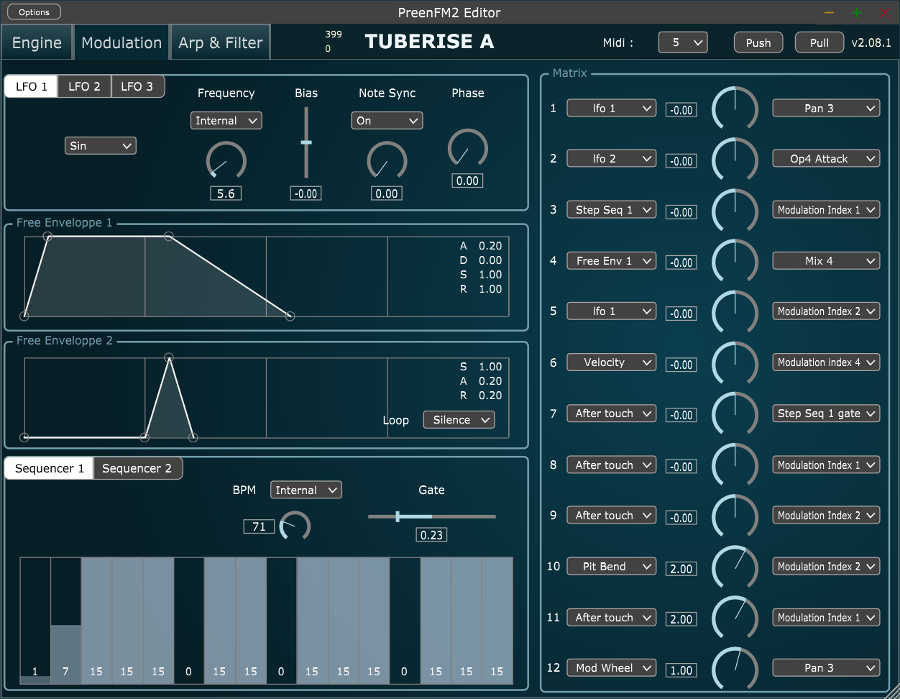 Options
PreenFM2 Editor
Engine
Modulation
Arp & Filter
399
0
TUBERISE A
Midi :
5
Push
Pull
v2.08.1
LFO 1
LFO 2
LFO 3
Frequency
Bias
Note Sync
Phase
Internal
On
Sin
5.6
-0.00
0.00
0.00
Free Enveloppe 1
A 0.20
D 0.00
S 1.00
R 1.00
Free Enveloppe 2
S 1.00
A 0.20
R 0.20
Loop
Silence
Sequencer 1
Sequencer 2
BPM
Internal
Gate
71
0.23
1 7 15 15 15 0 15 15 0 15 15 15 0 15 15 15
Matrix
1 lfo 1 -0.00 Pan 3
2 lfo 2 -0.00 Op4 Attack
3 Step Seq 1 -0.00 Modulation Index 1
4 Free Env 1 -0.00 Mix 4
5 lfo 1 -0.00 Modulation Index 2
6 Velocity -0.00 Modulation index 4
7 After touch -0.00 Step Seq 1 gate
8 After touch -0.00 Modulation Index 1
9 After touch -0.00 Modulation Index 2
10 Pit Bend 2.00 Modulation Index 2
11 After touch 2.00 Modulation Index 1
12 Mod Wheel 1.00 Pan 3